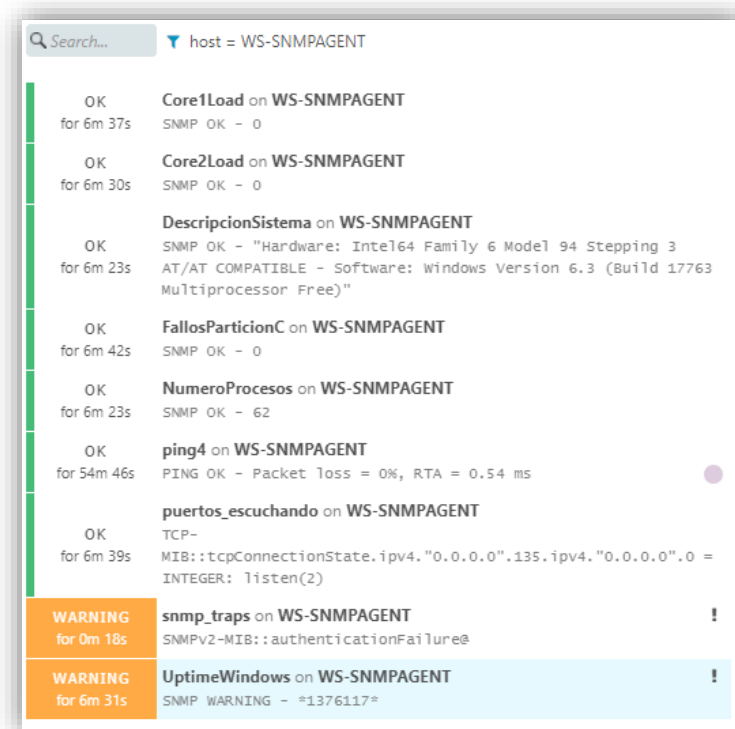 Search...
host = WS-SNMPAGENT
OK
for 6m 37s
Core1Load on WS-SNMPAGENT
SNMP OK - 0
OK
for 6m 30s
Core2Load on WS-SNMPAGENT
SNMP OK - 0
OK
for 6m 23s
DescripcionSistema on WS-SNMPAGENT
SNMP OK - "Hardware: Intel64 Family 6 Model 94 Stepping 3
AT/AT COMPATIBLE - Software: Windows Version 6.3 (Build 17763
Multiprocessor Free)"
OK
for 6m 42s
FallosParticionC on WS-SNMPAGENT
SNMP OK - 0
OK
for 6m 23s
NumeroProcesos on WS-SNMPAGENT
SNMP OK - 62
OK
for 54m 46s
ping4 on WS-SNMPAGENT
PING OK - Packet loss = 0%, RTA = 0.54 ms
OK
for 6m 39s
puertos_escuchando on WS-SNMPAGENT
TCP-
MIB::tcpConnectionState.ipv4."0.0.0.0".135.ipv4."0.0.0.0".0 =
INTEGER: listen(2)
WARNING
for 0m 18s
snmp_traps on WS-SNMPAGENT
!
SNMPv2-MIB::authenticationFailure@
WARNING
for 6m 31s
UptimeWindows on WS-SNMPAGENT
!
SNMP WARNING - *1376117*